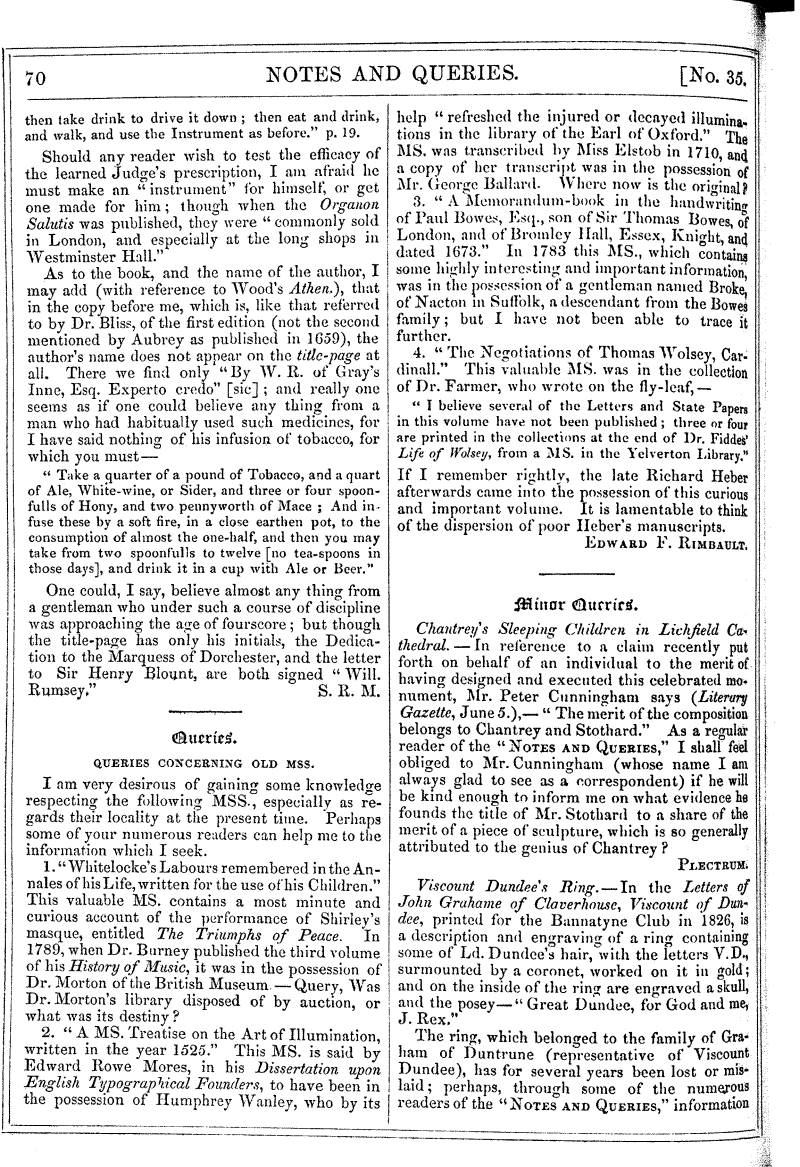 70 NOTES AND QUERIES. [No. 35.
then take drink to drive it down ; then eat and drink,
and walk, and use the Instrument as before." p. 19.
Should any reader wish to test the efficacy of
the learned Judge's prescription, I am afraid he
must make an "instrument" for himself, or get
one made for him ; though when the Organon
Salutis was published, they were "commonly sold
in London, and especially at the long shops in
Westminster Hall."
As to the book, and the name of the author, I
may add (with reference to Wood's Athen.), that
in the copy before me, which is, like that referred
to by Dr. Bliss, of the first edition (not the second
mentioned by Aubrey as published in 1659), the
author's name does not appear on the title-page at
all. There we find only "By W. R. of Gray's
Inne, Esq. Experto credo" [sic] ; and really one
seems as if one could believe any thing from a
man who had habitually used such medicines, for
I have said nothing of his infusion of tobacco, for
which you must—
"Take a quarter of a pound of Tobacco, and a quart
of Ale, White-wine, or Sider, and three or four spoon-
fulls of Hony, and two pennyworth of Mace ; And in-
fuse these by a soft fire, in a close earthen pot, to the
consumption of almost the one-half, and then you may
take from two spoonfulls to twelve [no tea-spoons in
those days], and drink it in a cup with Ale or Beer."
One could, I say, believe almost any thing from
a gentleman who under such a course of discipline
was approaching the age of fourscore ; but though
the title-page has only his initials, the Dedica-
tion to the Marquess of Dorchester, and the letter
to Sir Henry Blount, are both signed "Will.
Rumsey." S. R. M.
Queries.
QUERIES CONCERNING OLD MSS.
I am very desirous of gaining some knowledge
respecting the following MSS., especially as re-
gards their locality at the present time. Perhaps
some of your numerous readers can help me to the
information which I seek.
1. "Whitelocke's Labours remembered in the An-
nales of his Life, written for the use of his Children."
This valuable MS. contains a most minute and
curious account of the performance of Shirley's
masque, entitled The Triumphs of Peace. In
1789, when Dr. Burney published the third volume
of his History of Music, it was in the possession of
Dr. Morton of the British Museum.—Query, Was
Dr. Morton's library disposed of by auction, or
what was its destiny ?
2. "A MS. Treatise on the Art of Illumination,
written in the year 1525." This MS. is said by
Edward Rowe Mores, in his Dissertation upon
English Typographical Founders, to have been in
the possession of Humphrey Wanley, who by its
help "refreshed the injured or decayed illumina-
tions in the library of the Earl of Oxford." The
MS. was transcribed by Miss Elstob in 1710, and
a copy of her transcript was in the possession of
Mr. George Ballard. Where now is the original?
3. "A Memorandum-book in the handwriting
of Paul Bowes, Esq., son of Sir Thomas Bowes, of
London, and of Bromley Hall, Essex, Knight, and
dated 1673." In 1783 this MS., which contains
some highly interesting and important information,
was in the possession of a gentleman named Broke,
of Nacton in Suffolk, a descendant from the Bowes
family ; but I have not been able to trace it
further.
4. "The Negotiations of Thomas Wolsey, Car-
dinall." This valuable MS. was in the collection
of Dr. Farmer, who wrote on the fly-leaf,—
"I believe several of the Letters and State Papers
in this volume have not been published ; three or four
are printed in the collections at the end of Dr. Fiddes'
Life of Wolsey, from a MS. in the Yelverton Library."
If I remember rightly, the late Richard Heber
afterwards came into the possession of this curious
and important volume. It is lamentable to think
of the dispersion of poor Heber's manuscripts.
EDWARD F. RIMBAULT.
Minor Queries.
Chantrey's Sleeping Children in Lichfield Ca-
thedral.—In reference to a claim recently put
forth on behalf of an individual to the merit of
having designed and executed this celebrated mo-
nument, Mr. Peter Cunningham says (Literary
Gazette, June 5.),—"The merit of the composition
belongs to Chantrey and Stothard." As a regular
reader of the "NOTES AND QUERIES," I shall feel
obliged to Mr. Cunningham (whose name I am
always glad to see as a correspondent) if he will
be kind enough to inform me on what evidence he
founds the title of Mr. Stothard to a share of the
merit of a piece of sculpture, which is so generally
attributed to the genius of Chantrey ?
PLECTRUM.
Viscount Dundee's Ring.—In the Letters of
John Grahame of Claverhouse, Viscount of Dun-
dee, printed for the Bannatyne Club in 1826, is
a description and engraving of a ring containing
some of Ld. Dundee's hair, with the letters V.D.,
surmounted by a coronet, worked on it in gold ;
and on the inside of the ring are engraved a skull,
and the posey—"Great Dundee, for God and me,
J. Rex."
The ring, which belonged to the family of Gra-
ham of Duntrune (representative of Viscount
Dundee), has for several years been lost or mis-
laid ; perhaps, through some of the numerous
readers of the "NOTES AND QUERIES," information